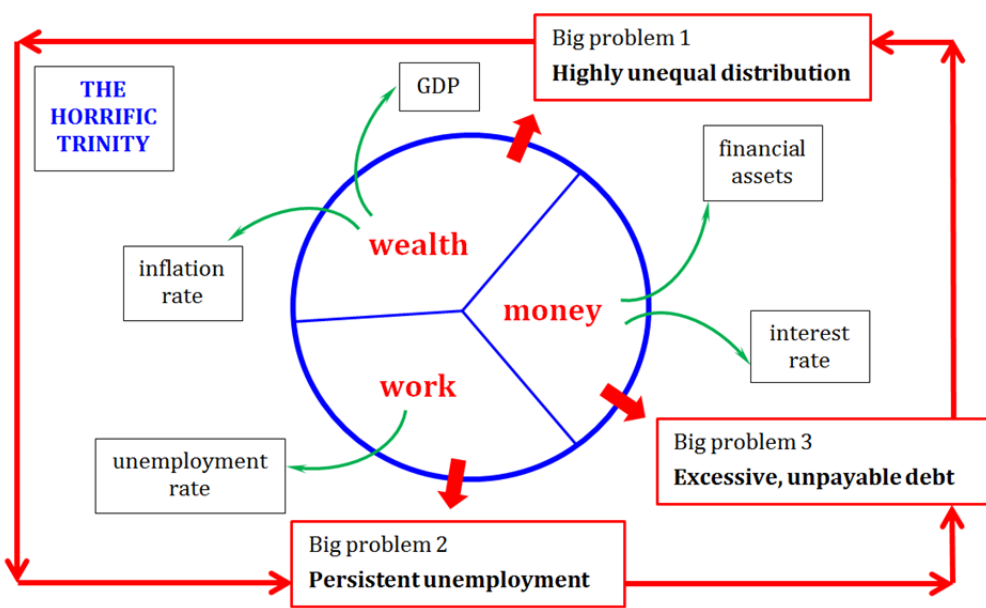 Big problem 1
Highly unequal distribution
THE
HORRIFIC
TRINITY
GDP
financial
assets
wealth
inflation
rate
money
interest
rate
work
unemployment
rate
Big problem 3
Excessive, unpayable debt
Big problem 2
Persistent unemployment